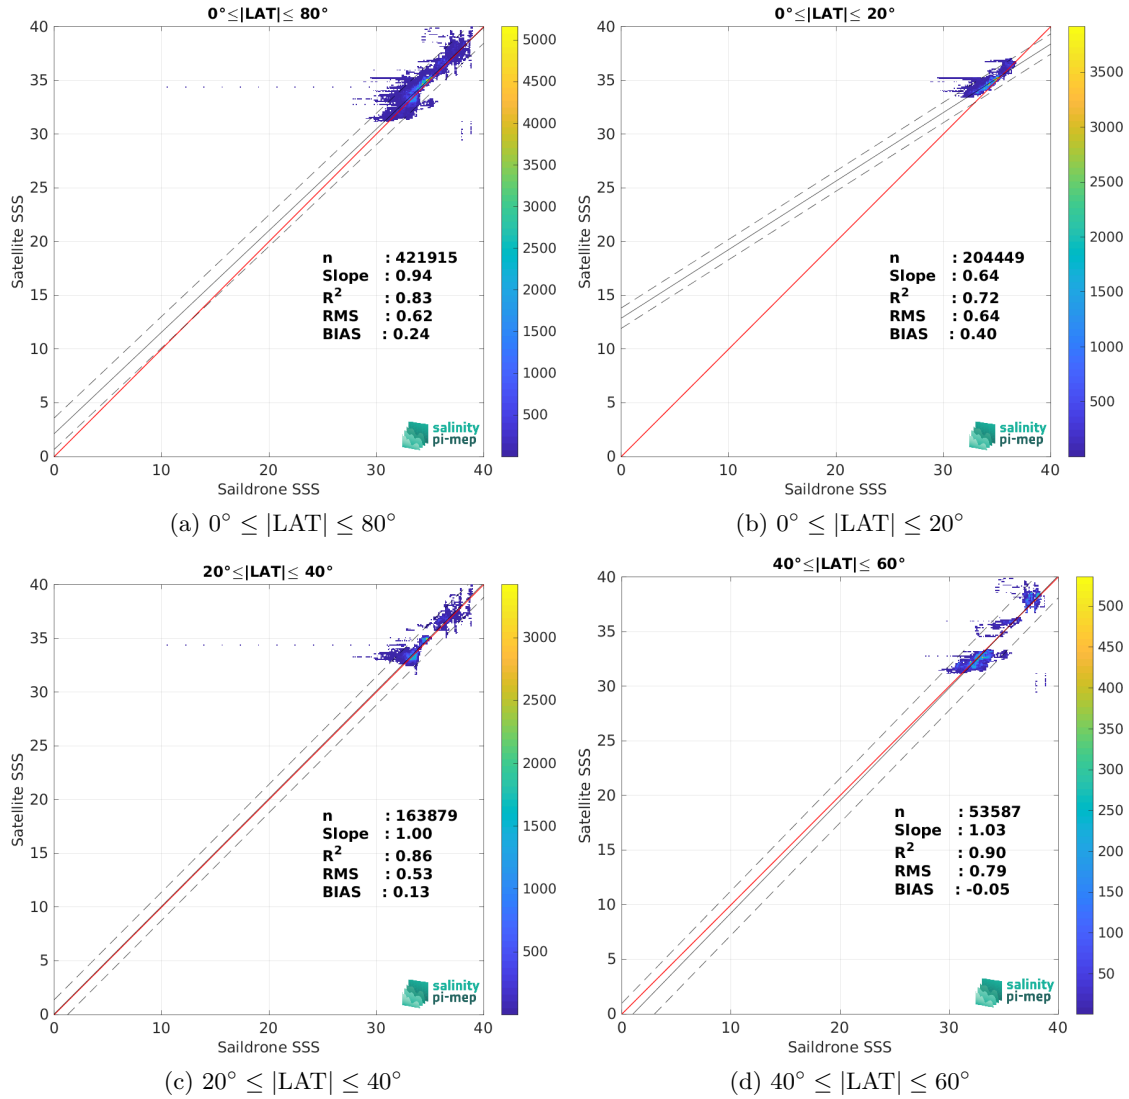 0°≤|LAT|≤ 80°
40
35
30
25
20
15
10
5
0
Satellite SSS
0
10
20
30
40
Saildrone SSS
n : 421915
Slope : 0.94
R² : 0.83
RMS : 0.62
BIAS : 0.24
salinity
pi-mep
5000
4500
4000
3500
3000
2500
2000
1500
1000
500
(a) 0° ≤ |LAT| ≤ 80°
0°≤|LAT|≤ 20°
40
35
30
25
20
15
10
5
0
Satellite SSS
0
10
20
30
40
Saildrone SSS
n : 204449
Slope : 0.64
R² : 0.72
RMS : 0.64
BIAS : 0.40
salinity
pi-mep
3500
3000
2500
2000
1500
1000
500
(b) 0° ≤ |LAT| ≤ 20°
20°≤|LAT|≤ 40°
40
35
30
25
20
15
10
5
0
Satellite SSS
0
10
20
30
40
Saildrone SSS
n : 163879
Slope : 1.00
R² : 0.86
RMS : 0.53
BIAS : 0.13
salinity
pi-mep
3000
2500
2000
1500
1000
500
(c) 20° ≤ |LAT| ≤ 40°
40°≤|LAT|≤ 60°
40
35
30
25
20
15
10
5
0
Satellite SSS
0
10
20
30
40
Saildrone SSS
n : 53587
Slope : 1.03
R² : 0.90
RMS : 0.79
BIAS : -0.05
salinity
pi-mep
500
450
400
350
300
250
200
150
100
50
(d) 40° ≤ |LAT| ≤ 60°